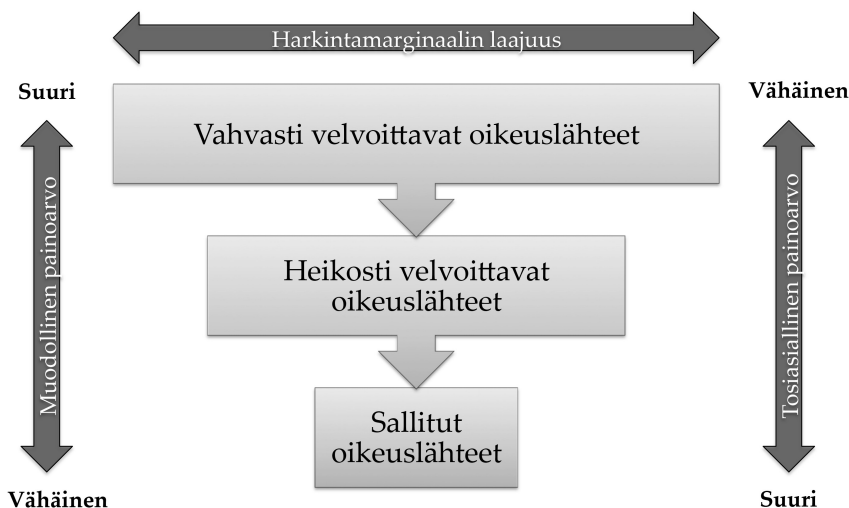 Harkintamarginaalin laajuus
Suuri
Vähäinen
Vahvasti velvoittavat oikeuslähteet
Muodollinen painoarvo
Tosiasiallinen painoarvo
Heikosti velvoittavat
oikeuslähteet
Sallitut
oikeuslähteet
Vähäinen
Suuri